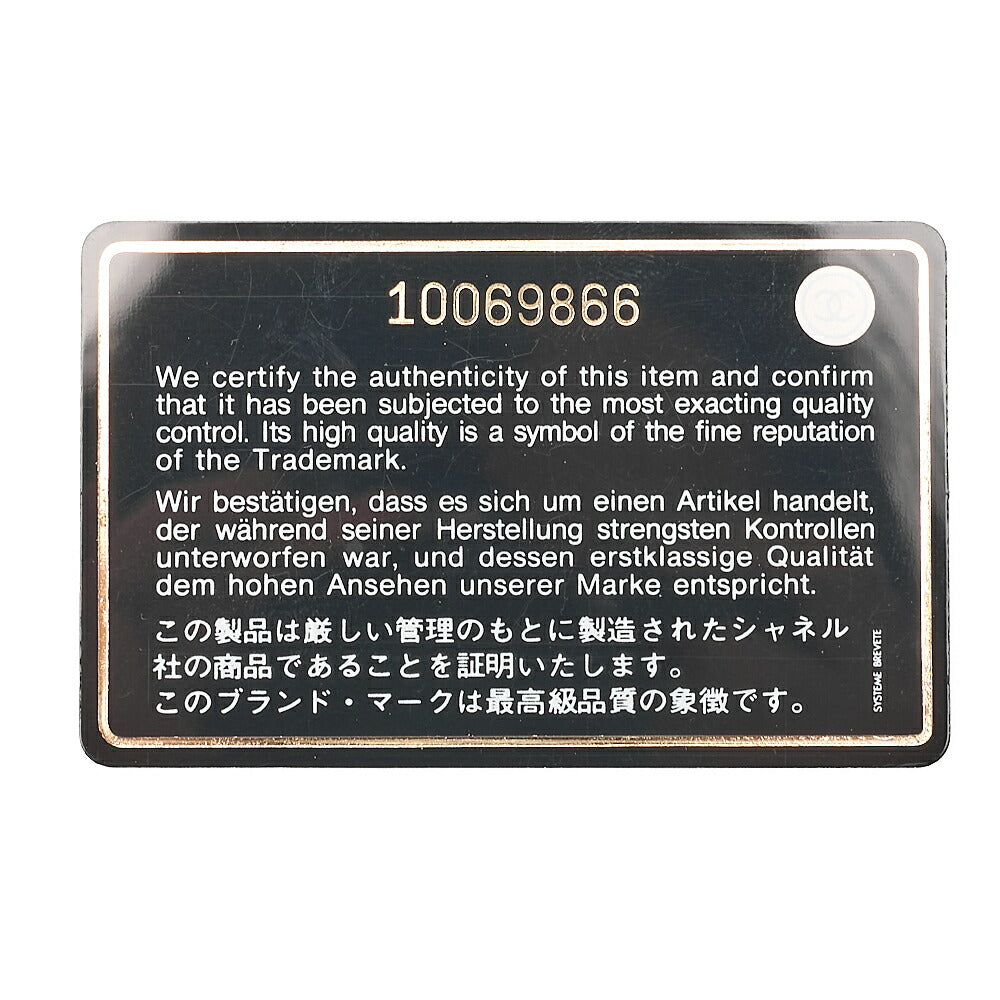 10069866
We certify the authenticity of this item and confirm
that it has been subjected to the most exacting quality
control. Its high quality is a symbol of the fine reputation
of the Trademark.
Wir bestätigen, dass es sich um einen Artikel handelt,
der während seiner Herstellung strengsten Kontrollen
unterworfen war, und dessen erstklassige Qualität
dem hohen Ansehen unserer Marke entspricht.
この製品は厳しい管理のもとに製造されたシャネル
社の商品であることを証明いたします。
このブランド・マークは最高級品質の象徴です。
SYSTEME BREVETE